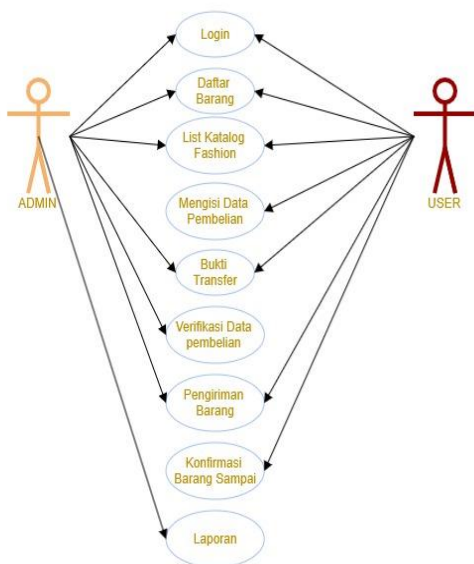 Login
Daftar
Barang
List Katalog
Fashion
ADMIN
USER
Mengisi Data
Pembelian
Bukti
Transfer
Verifikasi Data
pembelian
Pengiriman
Barang
Konfirmasi
Barang Sampai
Laporan